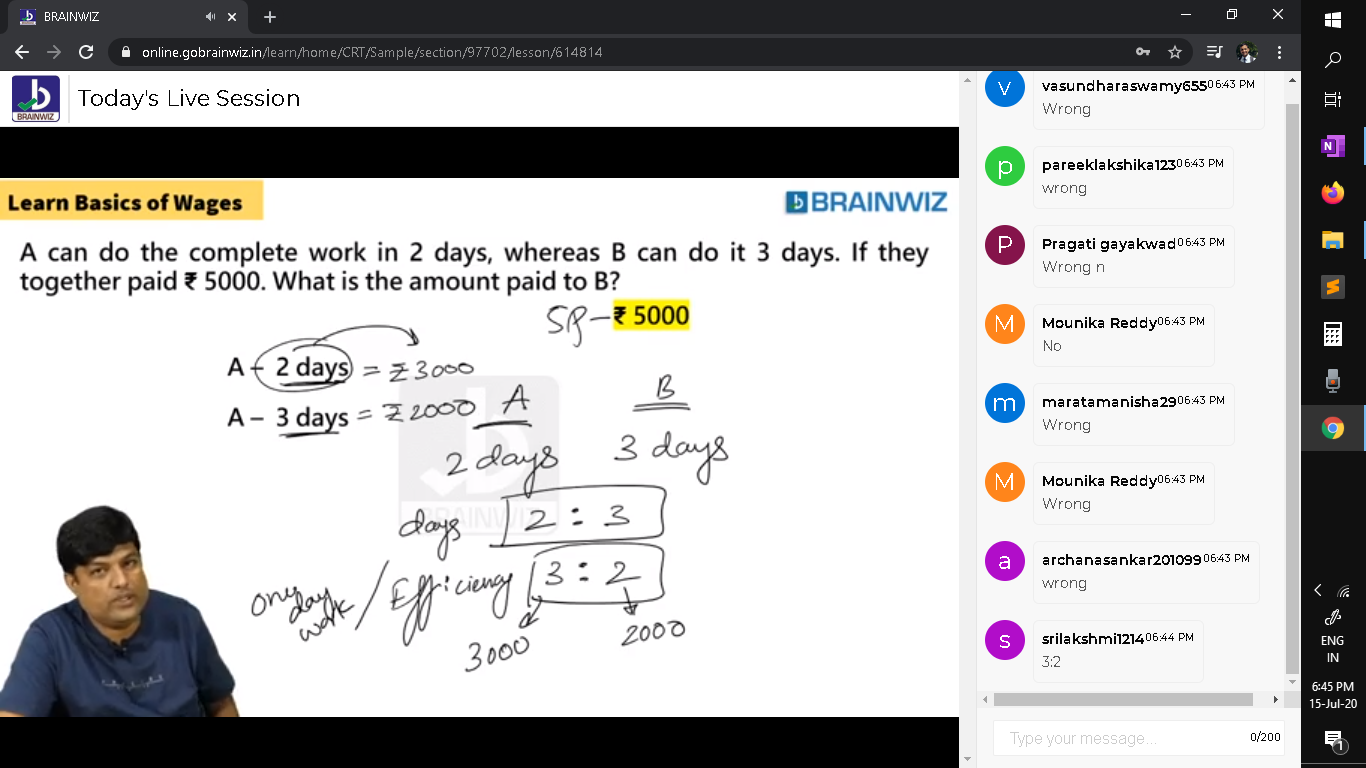 BRAINWIZ
online.gobrainwiz.in/learn/home/CRT/Sample/section/97702/lesson/614814
BRAINWIZ
Today's Live Session
Learn Basics of Wages
BRAINWIZ
A can do the complete work in 2 days, whereas B can do it 3 days. If they
together paid ₹ 5000. What is the amount paid to B?
₹ 5000
A – 2 days = ₹3000
A – 3 days = ₹2000
A B
2 days 3 days
BRAINWIZ
days 2 : 3
one day work / Efficiency 3 : 2
3000 2000
v
vasundharaswamy655 06:43 PM
Wrong
p
pareeklakshika123 06:43 PM
wrong
P
Pragati gayakwad 06:43 PM
Wrong n
M
Mounika Reddy 06:43 PM
No
m
maratamanisha29 06:43 PM
Wrong
M
Mounika Reddy 06:43 PM
Wrong
a
archanasankar201099 06:43 PM
wrong
s
srilakshmi1214 06:44 PM
3:2
Type your message...
0/200
N
ENG
IN
6:45 PM
15-Jul-20
1